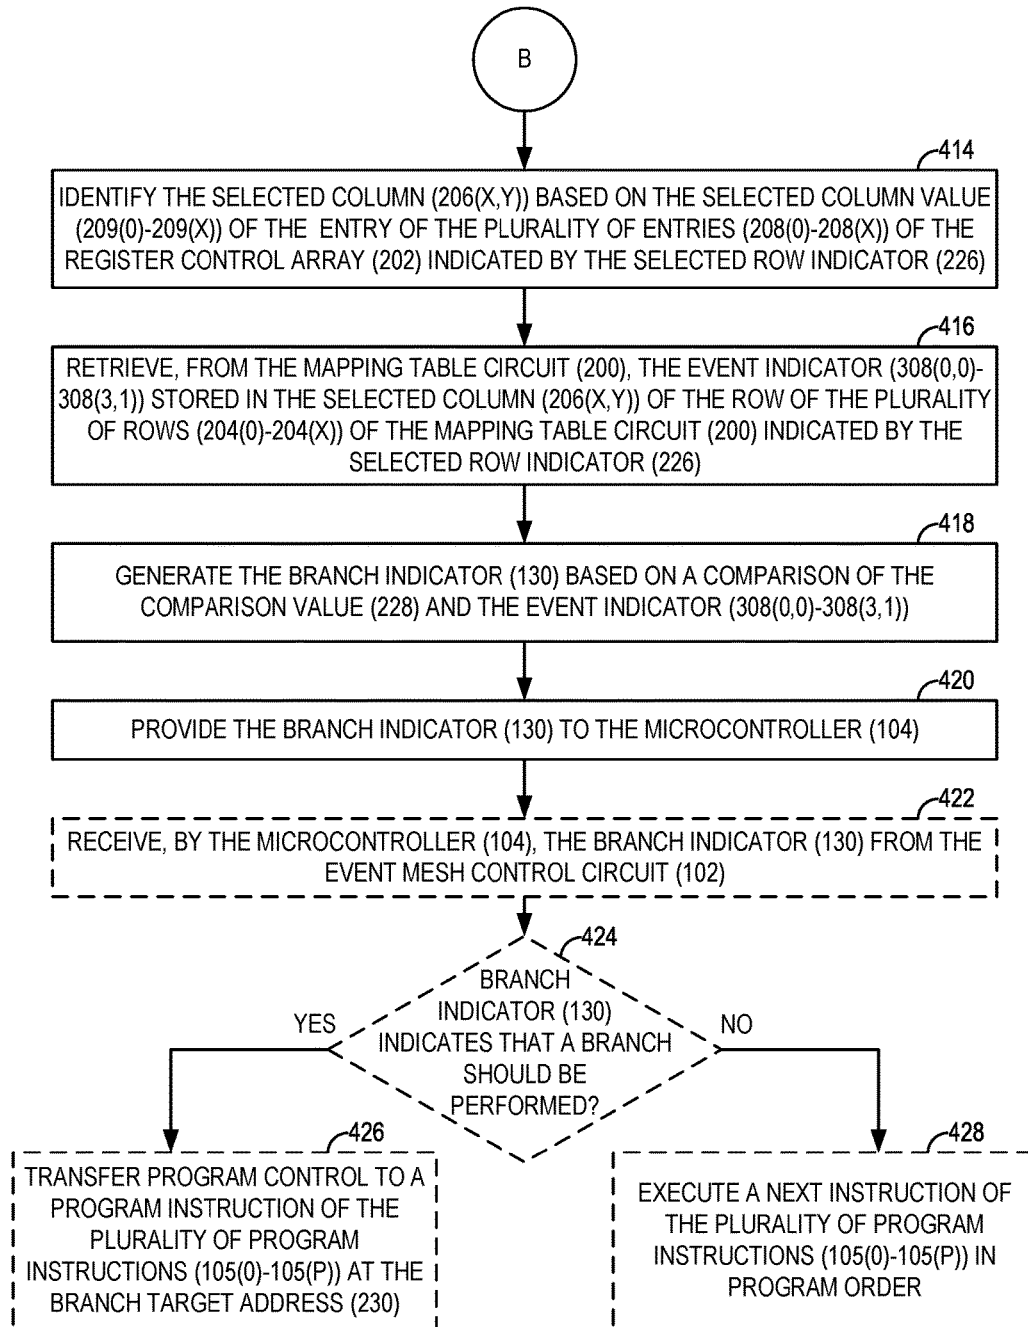 B
414
IDENTIFY THE SELECTED COLUMN (206(X,Y)) BASED ON THE SELECTED COLUMN VALUE
(209(0)-209(X)) OF THE ENTRY OF THE PLURALITY OF ENTRIES (208(0)-208(X)) OF THE
REGISTER CONTROL ARRAY (202) INDICATED BY THE SELECTED ROW INDICATOR (226)
416
RETRIEVE, FROM THE MAPPING TABLE CIRCUIT (200), THE EVENT INDICATOR (308(0,0)-
308(3,1)) STORED IN THE SELECTED COLUMN (206(X,Y)) OF THE ROW OF THE PLURALITY
OF ROWS (204(0)-204(X)) OF THE MAPPING TABLE CIRCUIT (200) INDICATED BY THE
SELECTED ROW INDICATOR (226)
418
GENERATE THE BRANCH INDICATOR (130) BASED ON A COMPARISON OF THE
COMPARISON VALUE (228) AND THE EVENT INDICATOR (308(0,0)-308(3,1))
420
PROVIDE THE BRANCH INDICATOR (130) TO THE MICROCONTROLLER (104)
422
RECEIVE, BY THE MICROCONTROLLER (104), THE BRANCH INDICATOR (130) FROM THE
EVENT MESH CONTROL CIRCUIT (102)
424
BRANCH
INDICATOR (130)
INDICATES THAT A BRANCH
SHOULD BE
PERFORMED?
YES
NO
426
TRANSFER PROGRAM CONTROL TO A
PROGRAM INSTRUCTION OF THE
PLURALITY OF PROGRAM
INSTRUCTIONS (105(0)-105(P)) AT THE
BRANCH TARGET ADDRESS (230)
428
EXECUTE A NEXT INSTRUCTION OF
THE PLURALITY OF PROGRAM
INSTRUCTIONS (105(0)-105(P)) IN
PROGRAM ORDER